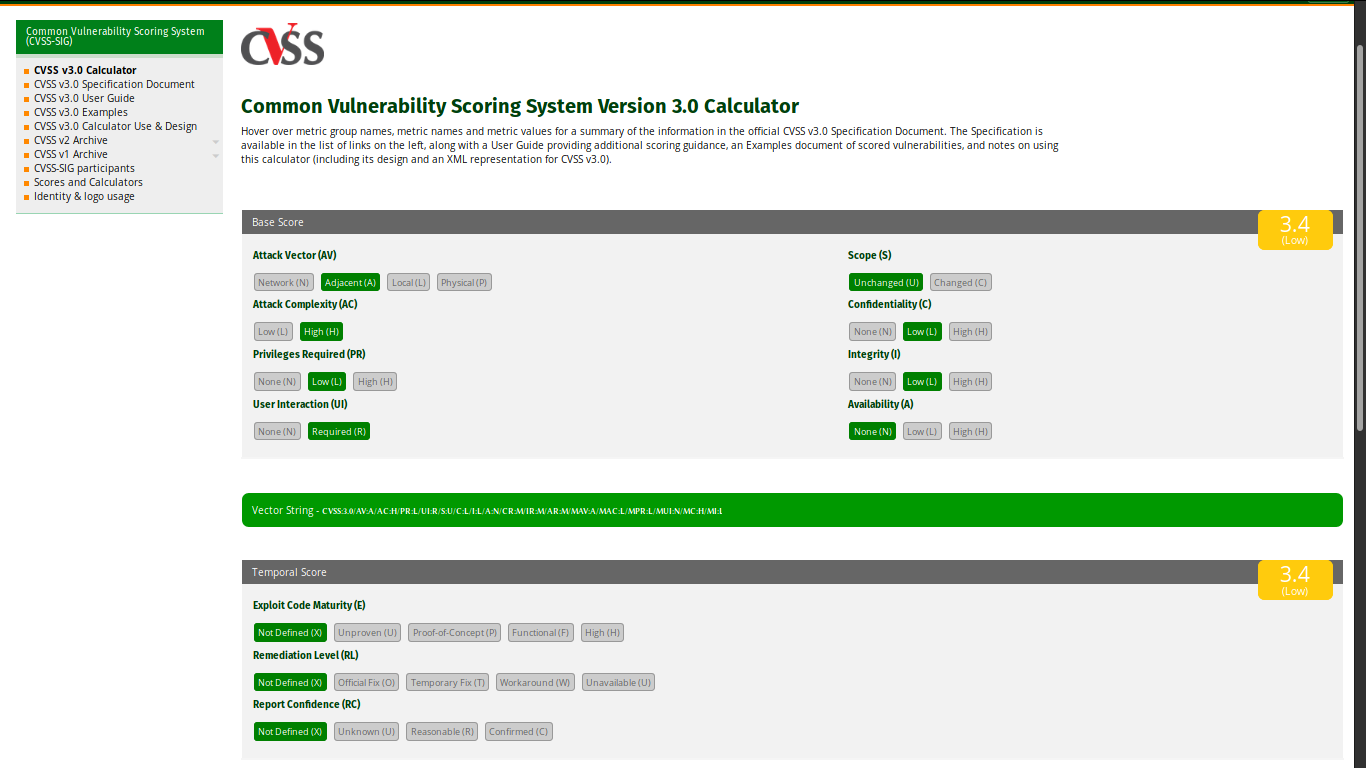 Common Vulnerability Scoring System
(CVSS-SIG)
CVSS v3.0 Calculator
CVSS v3.0 Specification Document
CVSS v3.0 User Guide
CVSS v3.0 Examples
CVSS v3.0 Calculator Use & Design
CVSS v2 Archive
CVSS v1 Archive
CVSS-SIG participants
Scores and Calculators
Identity & logo usage
CVSS
Common Vulnerability Scoring System Version 3.0 Calculator
Hover over metric group names, metric names and metric values for a summary of the information in the official CVSS v3.0 Specification Document. The Specification is
available in the list of links on the left, along with a User Guide providing additional scoring guidance, an Examples document of scored vulnerabilities, and notes on using
this calculator (including its design and an XML representation for CVSS v3.0).
Base Score
3.4
(Low)
Attack Vector (AV)
Network (N) Adjacent (A) Local (L) Physical (P)
Attack Complexity (AC)
Low (L) High (H)
Privileges Required (PR)
None (N) Low (L) High (H)
User Interaction (UI)
None (N) Required (R)
Scope (S)
Unchanged (U) Changed (C)
Confidentiality (C)
None (N) Low (L) High (H)
Integrity (I)
None (N) Low (L) High (H)
Availability (A)
None (N) Low (L) High (H)
Vector String - CVSS:3.0/AV:A/AC:H/PR:L/UI:R/S:U/C:L/I:L/A:N/CR:M/IR:M/AR:M/MAV:A/MAC:L/MPR:L/MUI:N/MC:H/MI:L
Temporal Score
3.4
(Low)
Exploit Code Maturity (E)
Not Defined (X) Unproven (U) Proof-of-Concept (P) Functional (F) High (H)
Remediation Level (RL)
Not Defined (X) Official Fix (O) Temporary Fix (T) Workaround (W) Unavailable (U)
Report Confidence (RC)
Not Defined (X) Unknown (U) Reasonable (R) Confirmed (C)